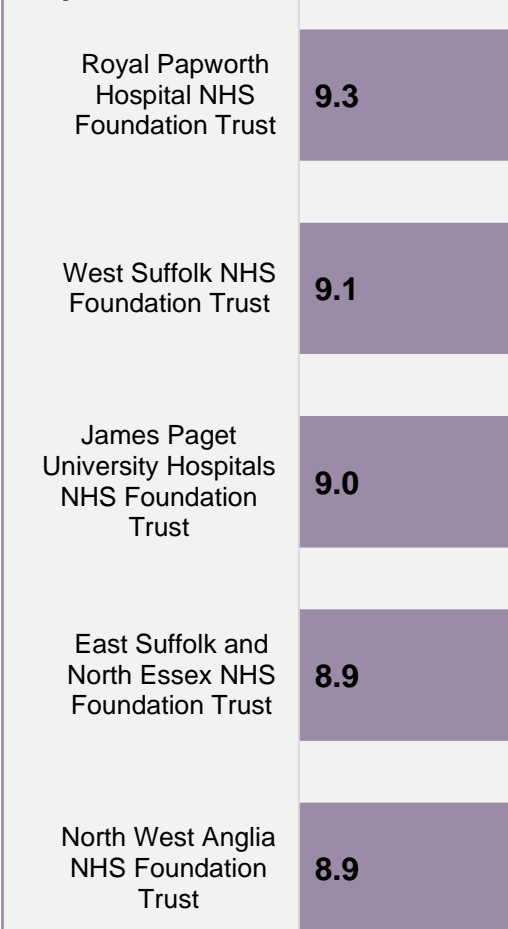 Royal Papworth
Hospital NHS
Foundation Trust
9.3
West Suffolk NHS
Foundation Trust
9.1
James Paget
University Hospitals
NHS Foundation
Trust
9.0
East Suffolk and
North Essex NHS
Foundation Trust
8.9
North West Anglia
NHS Foundation
Trust
8.9